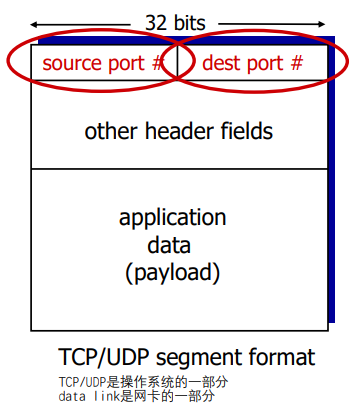 32 bits
source port # dest port #
other header fields
application
data
(payload)
TCP/UDP segment format
TCP/UDP是操作系统的一部分
data link是网卡的一部分